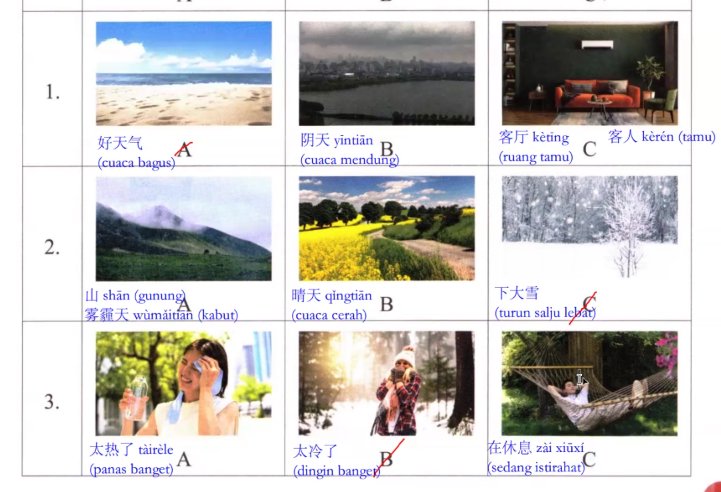 1.
好天气
(cuaca bagus)
A
阴天 yīntiān
(cuaca mendung)
B
客厅 kètīng
(ruang tamu)
C
客人 kèrén (tamu)
2.
山 shān (gunung)
雾霾天 wùmǎitiān (kabut)
A
晴天 qīngtiān
(cuaca cerah)
B
下大雪
(turun salju lebat)
C
3.
太热了 tàirèle
(panas banget)
A
太冷了
(dingin banget)
B
在休息 zài xiūxí
(sedang istirahat)
C